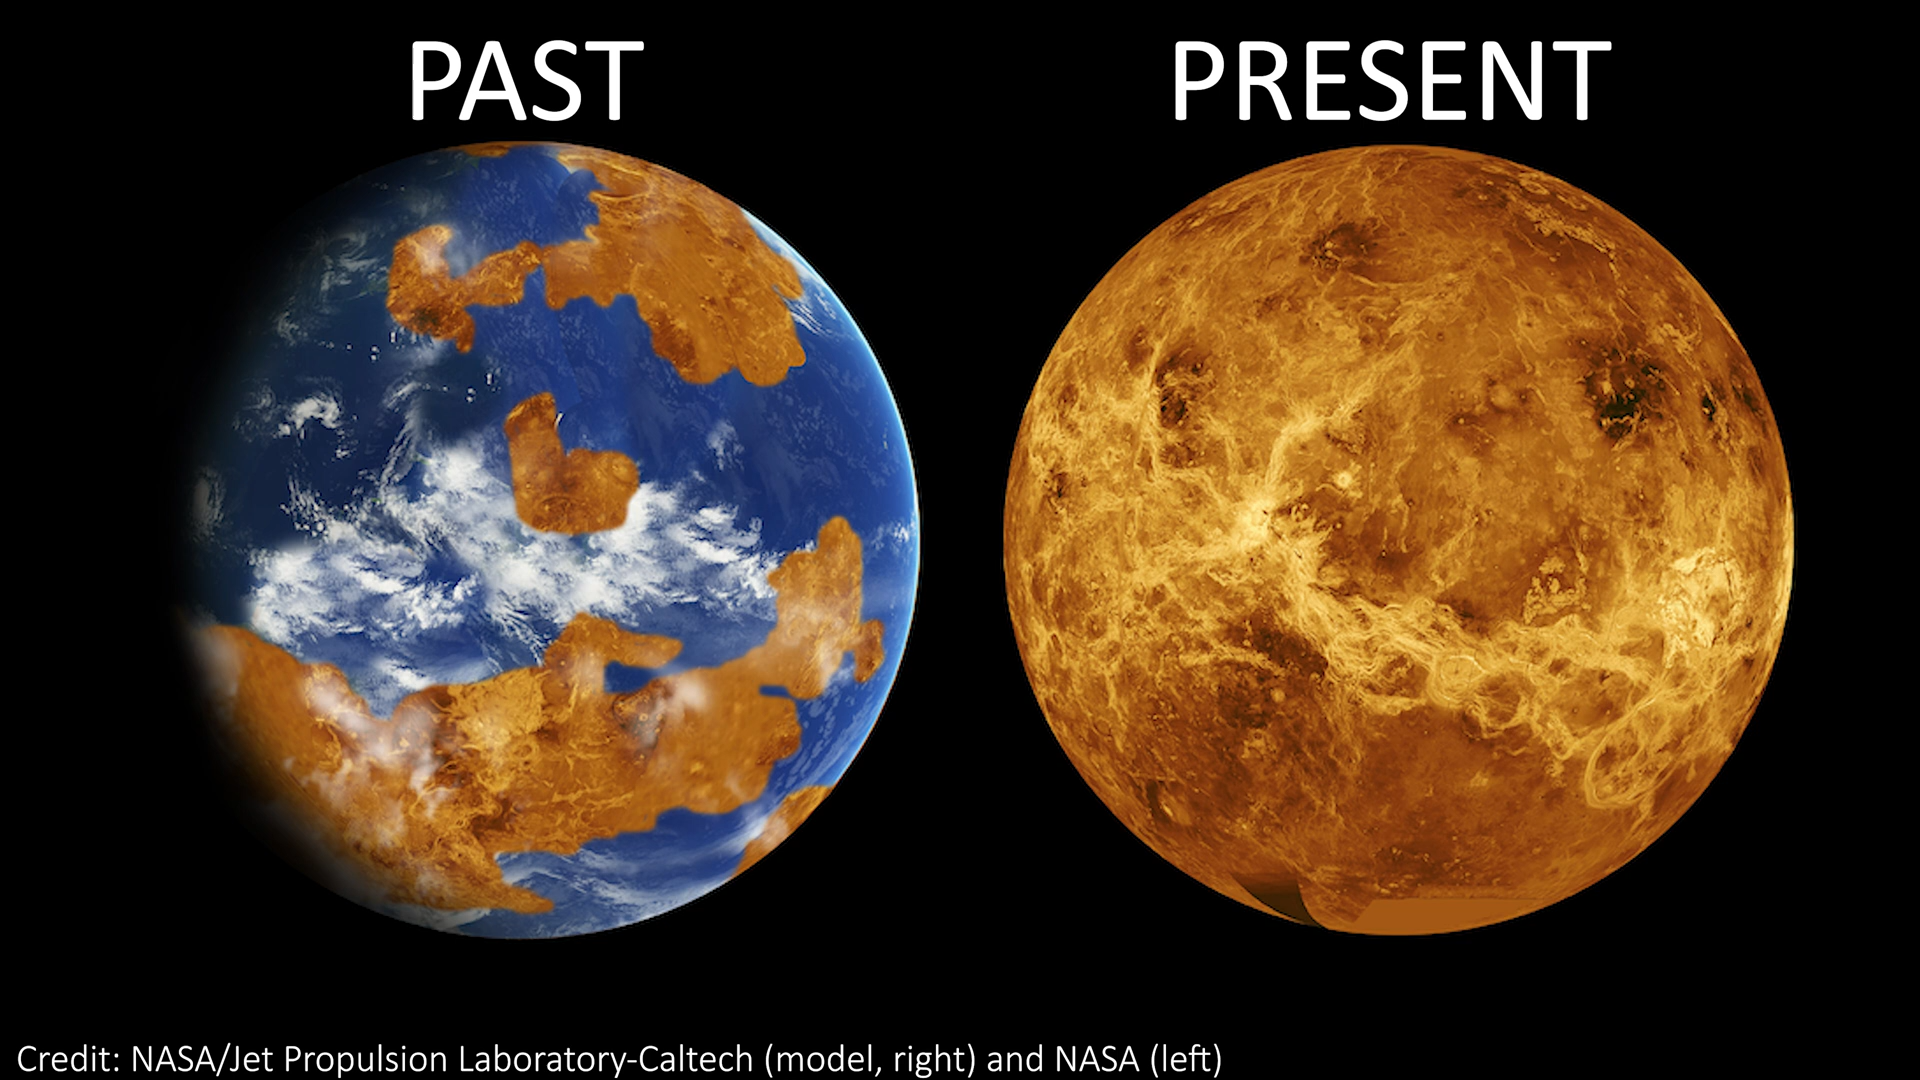 PAST
PRESENT
Credit: NASA/Jet Propulsion Laboratory-Caltech (model, right) and NASA (left)